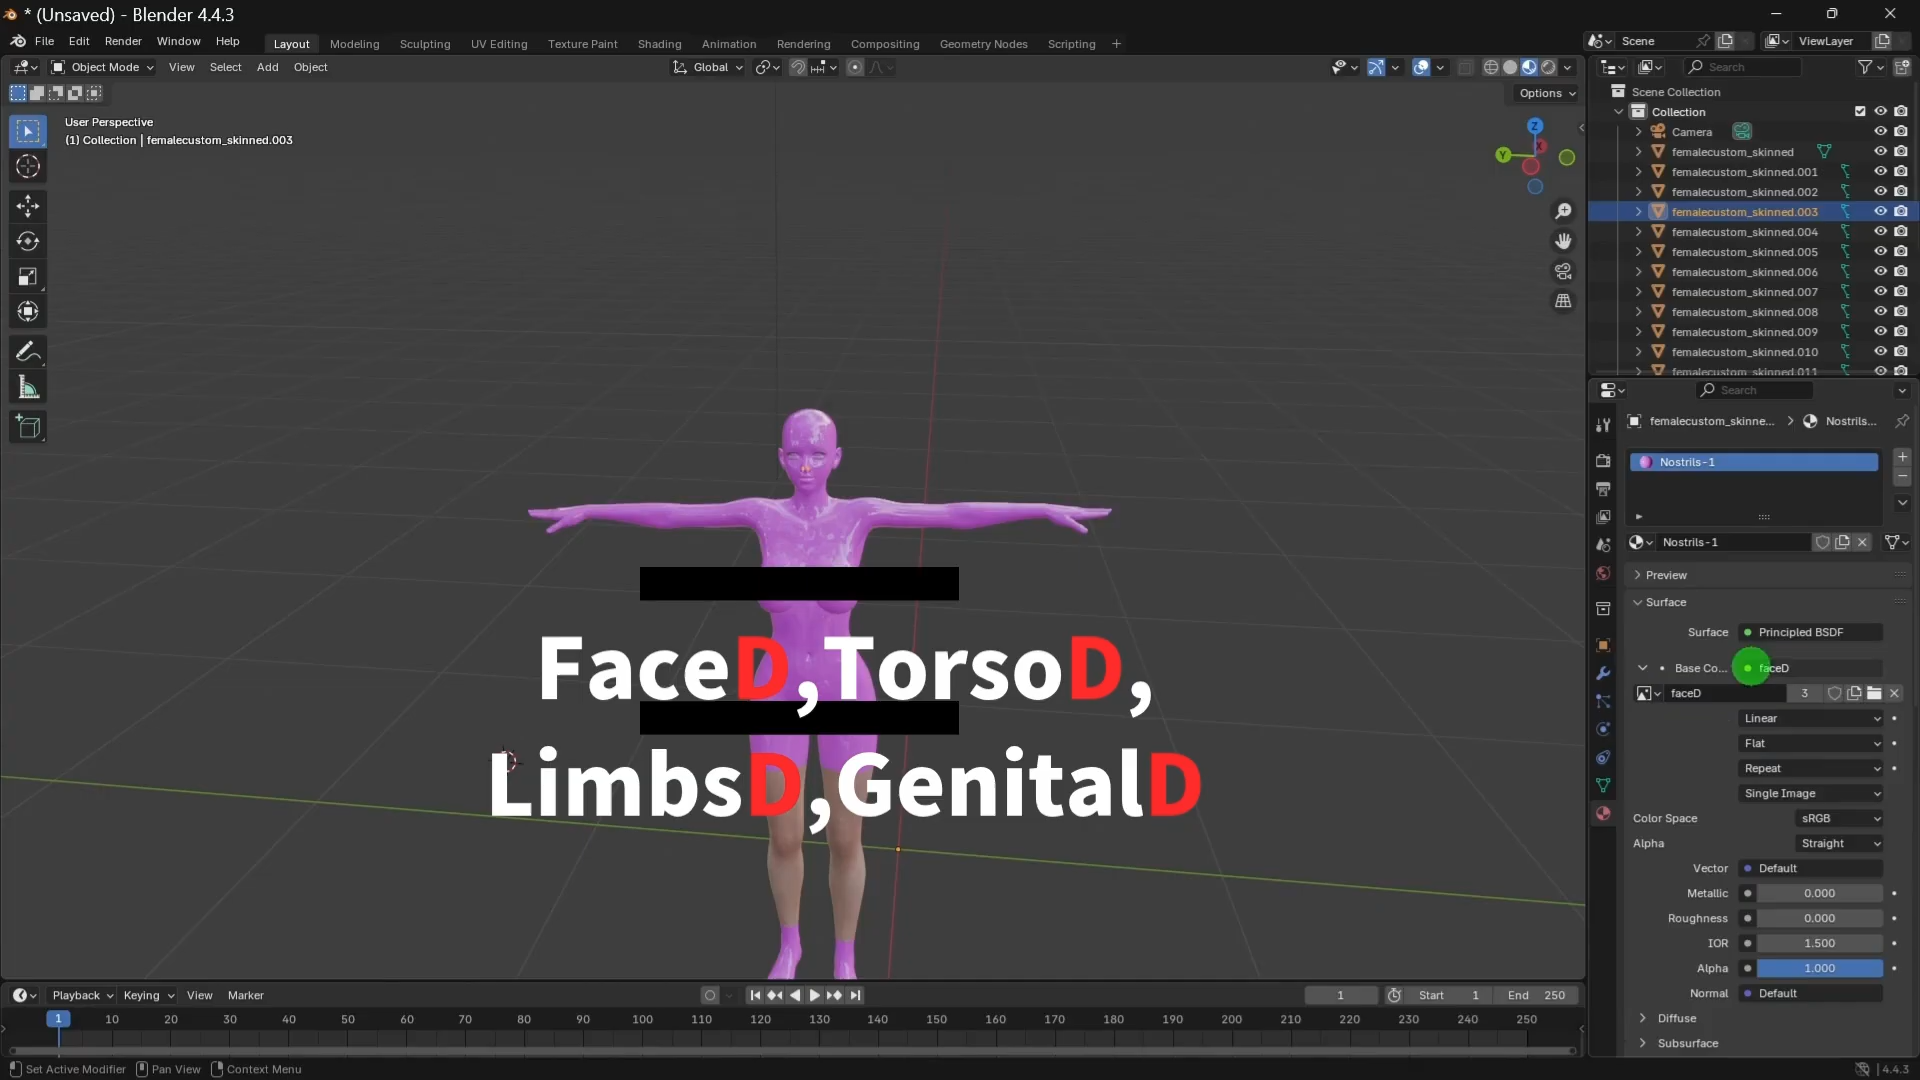 * (Unsaved) - Blender 4.4.3
File Edit Render Window Help
Layout Modeling Sculpting UV Editing Texture Paint Shading Animation Rendering Compositing Geometry Nodes Scripting +
Scene
ViewLayer
Object Mode View Select Add Object
Global
Search
Options
User Perspective
(1) Collection | femalecustom_skinned.003
Z
Y
X
Scene Collection
Collection
Camera
femalecustom_skinned
femalecustom_skinned.001
femalecustom_skinned.002
femalecustom_skinned.003
femalecustom_skinned.004
femalecustom_skinned.005
femalecustom_skinned.006
femalecustom_skinned.007
femalecustom_skinned.008
femalecustom_skinned.009
femalecustom_skinned.010
femalecustom_skinned.011
Search
femalecustom_skinne... > Nostrils...
Nostrils-1
Nostrils-1
Preview
Surface
Surface Principled BSDF
Base Co... faceD
faceD 3
Linear
Flat
Repeat
Single Image
Color Space sRGB
Alpha Straight
Vector Default
Metallic 0.000
Roughness 0.000
IOR 1.500
Alpha 1.000
Normal Default
Diffuse
Subsurface
FaceD,TorsoD,
LimbsD,GenitalD
Playback Keying View Marker
1 Start 1 End 250
1 10 20 30 40 50 60 70 80 90 100 110 120 130 140 150 160 170 180 190 200 210 220 230 240 250
Set Active Modifier Pan View Context Menu
4.4.3